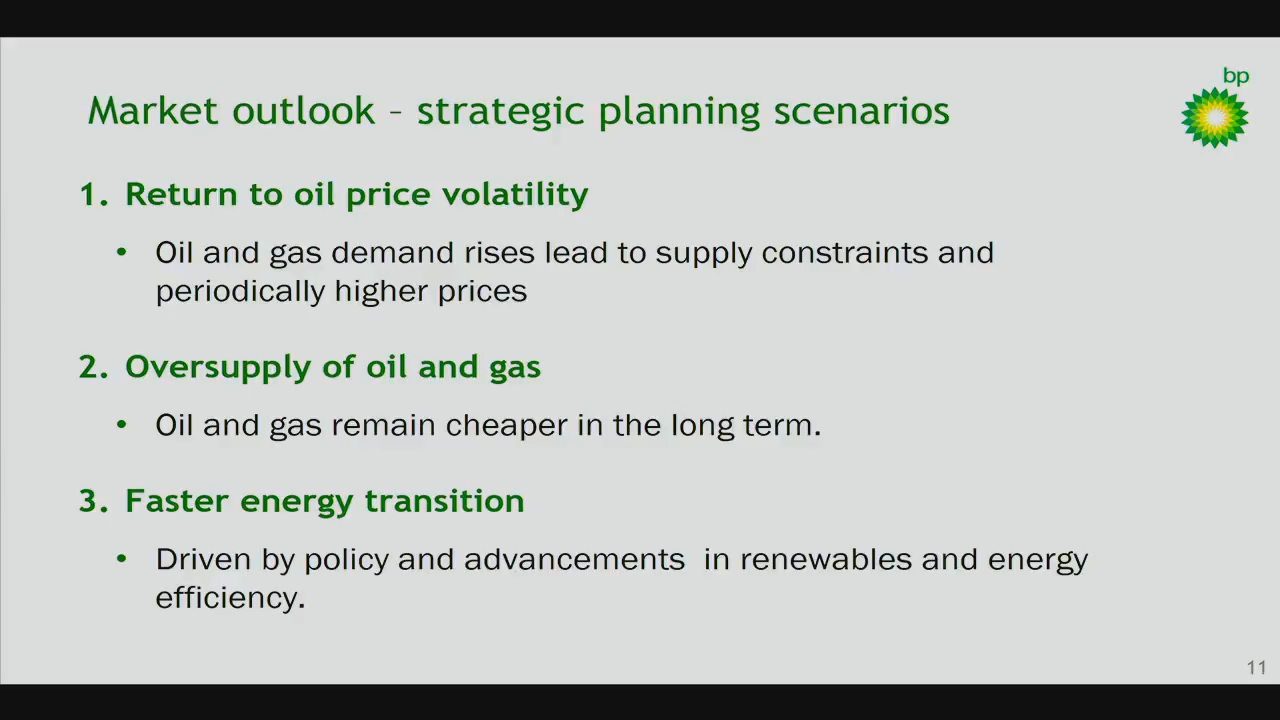 bp
Market outlook – strategic planning scenarios
1. Return to oil price volatility
• Oil and gas demand rises lead to supply constraints and
periodically higher prices
2. Oversupply of oil and gas
• Oil and gas remain cheaper in the long term.
3. Faster energy transition
• Driven by policy and advancements  in renewables and energy
efficiency.
11